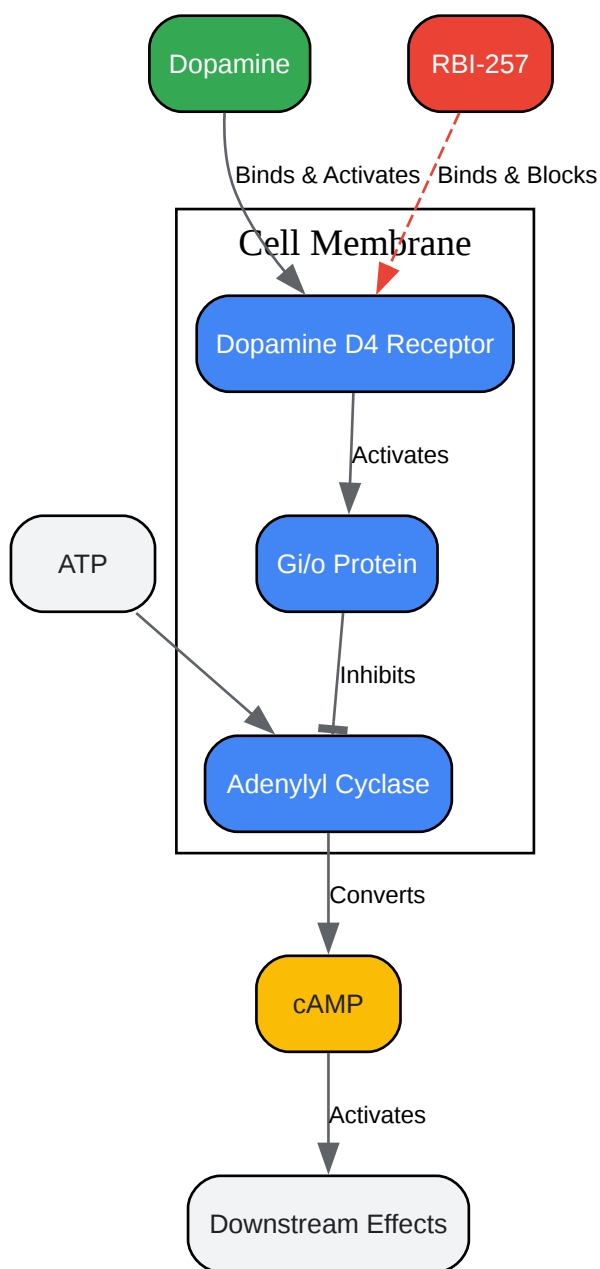 Dopamine
RBI-257
Binds & Activates
Binds & Blocks
Cell Membrane
Dopamine D4 Receptor
Activates
ATP
Gi/o Protein
Inhibits
Adenylyl Cyclase
Converts
cAMP
Activates
Downstream Effects